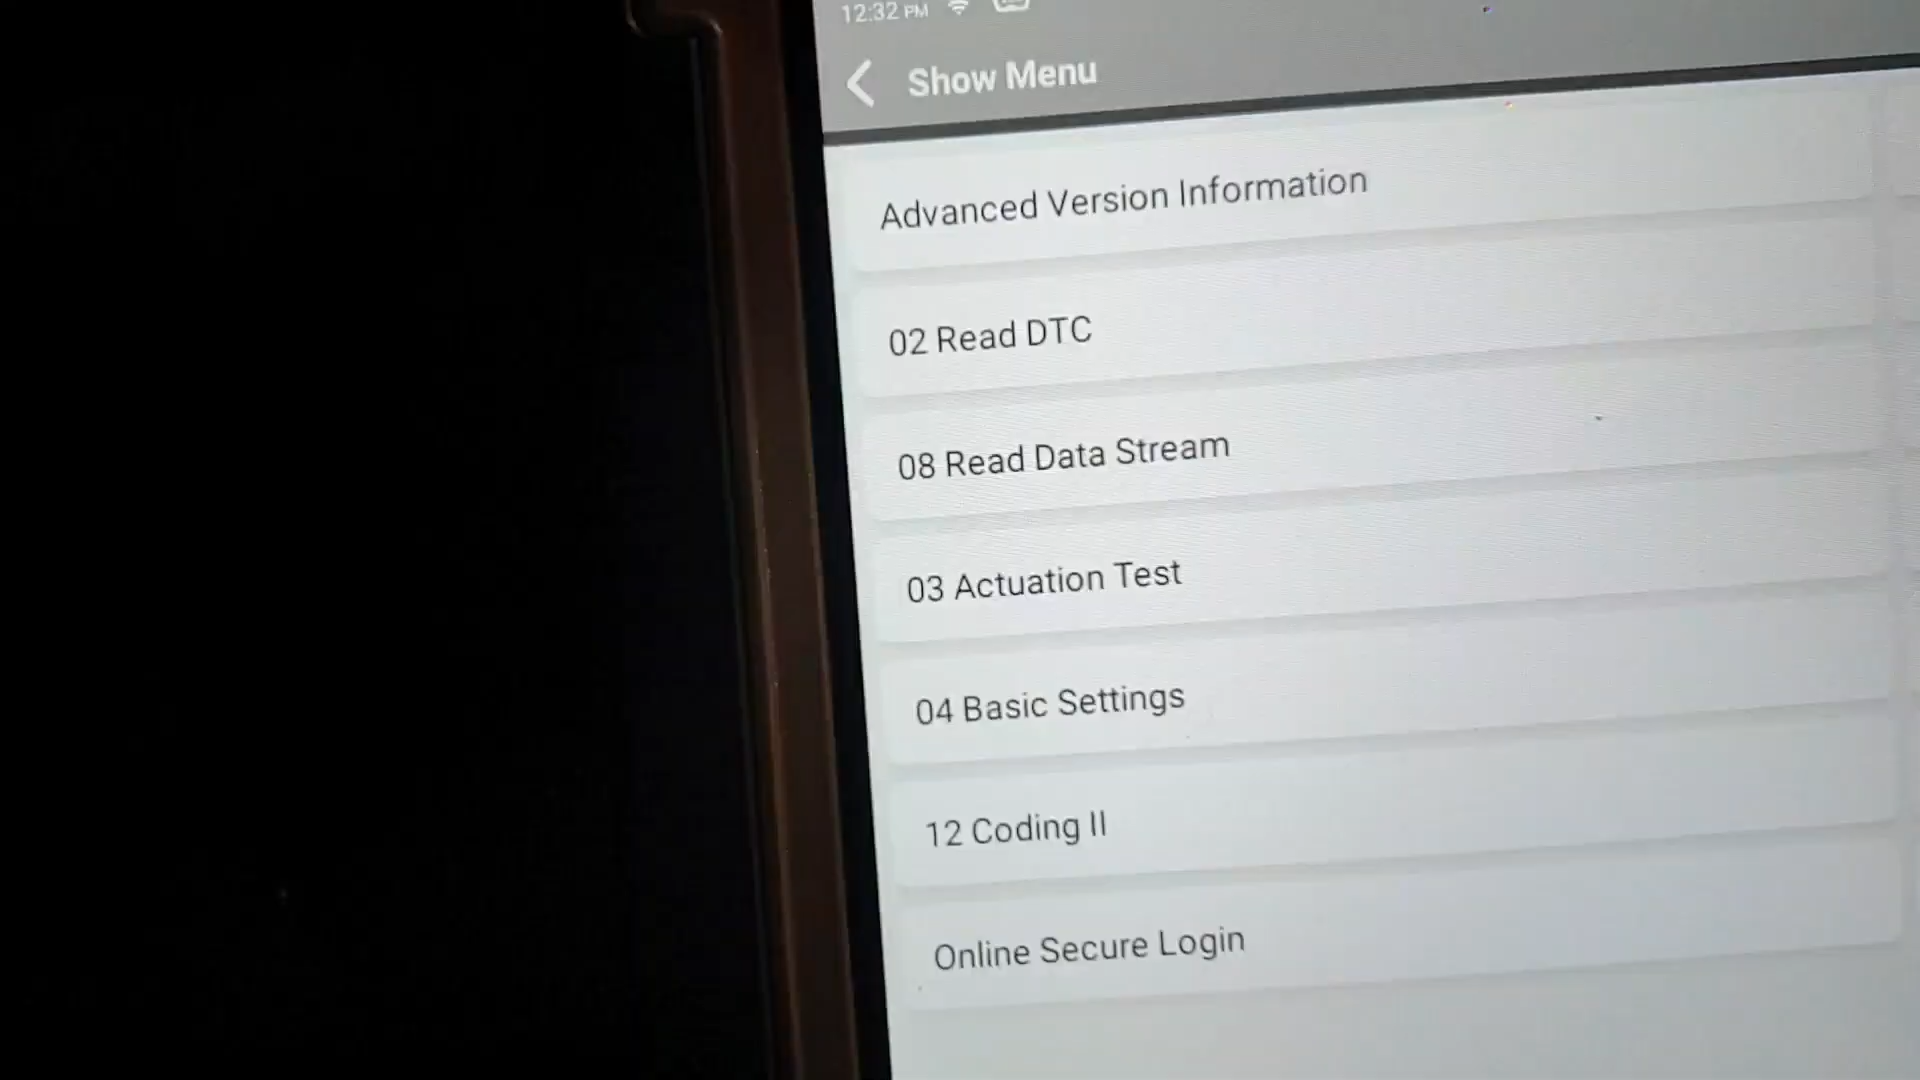 12:32 PM
Show Menu
Advanced Version Information
02 Read DTC
08 Read Data Stream
03 Actuation Test
04 Basic Settings
12 Coding II
Online Secure Login